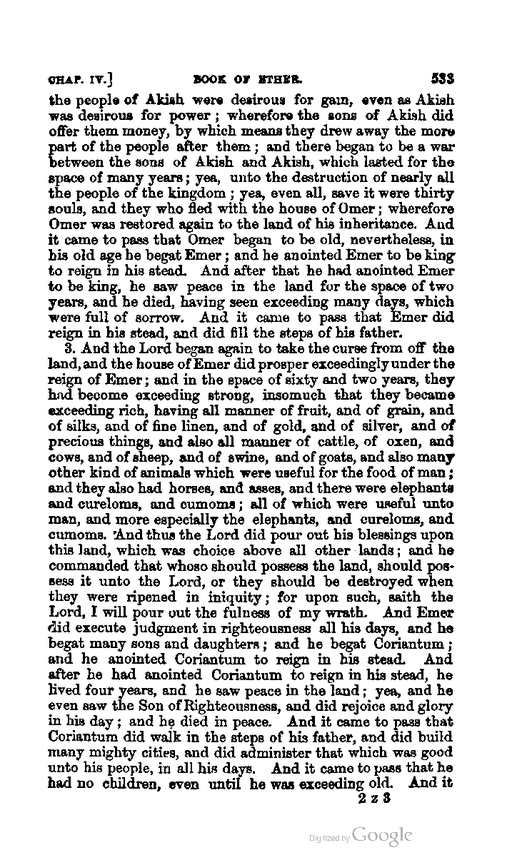 CHAP. IV.] BOOK OF ETHER. 533
the people of Akish were desirous for gain, even as Akish
was desirous for power; wherefore the sons of Akish did
offer them money, by which means they drew away the more
part of the people after them; and there began to be a war
between the sons of Akish and Akish, which lasted for the
space of many years; yea, unto the destruction of nearly all
the people of the kingdom; yea, even all, save it were thirty
souls, and they who fled with the house of Omer; wherefore
Omer was restored again to the land of his inheritance. And
it came to pass that Omer began to be old, nevertheless, in
his old age he begat Emer; and he anointed Emer to be king
to reign in his stead. And after that he had anointed Emer
to be king, he saw peace in the land for the space of two
years, and he died, having seen exceeding many days, which
were full of sorrow. And it came to pass that Emer did
reign in his stead, and did fill the steps of his father.
3. And the Lord began again to take the curse from off the
land, and the house of Emer did prosper exceedingly under the
reign of Emer; and in the space of sixty and two years, they
had become exceeding strong, insomuch that they became
exceeding rich, having all manner of fruit, and of grain, and
of silks, and of fine linen, and of gold, and of silver, and of
precious things, and also all manner of cattle, of oxen, and
cows, and of sheep, and of swine, and of goats, and also many
other kind of animals which were useful for the food of man;
and they also had horses, and asses, and there were elephants
and cureloms, and cumoms; all of which were useful unto
man, and more especially the elephants, and cureloms, and
cumoms. And thus the Lord did pour out his blessings upon
this land, which was choice above all other lands; and he
commanded that whoso should possess the land, should pos-
sess it unto the Lord, or they should be destroyed when
they were ripened in iniquity; for upon such, saith the
Lord, I will pour out the fulness of my wrath. And Emer
did execute judgment in righteousness all his days, and he
begat many sons and daughters; and he begat Coriantum;
and he anointed Coriantum to reign in his stead. And
after he had anointed Coriantum to reign in his stead, he
lived four years, and he saw peace in the land; yea, and he
even saw the Son of Righteousness, and did rejoice and glory
in his day; and he died in peace. And it came to pass that
Coriantum did walk in the steps of his father, and did build
many mighty cities, and did administer that which was good
unto his people, in all his days. And it came to pass that he
had no children, even until he was exceeding old. And it
2 z 3
Digitized by Google